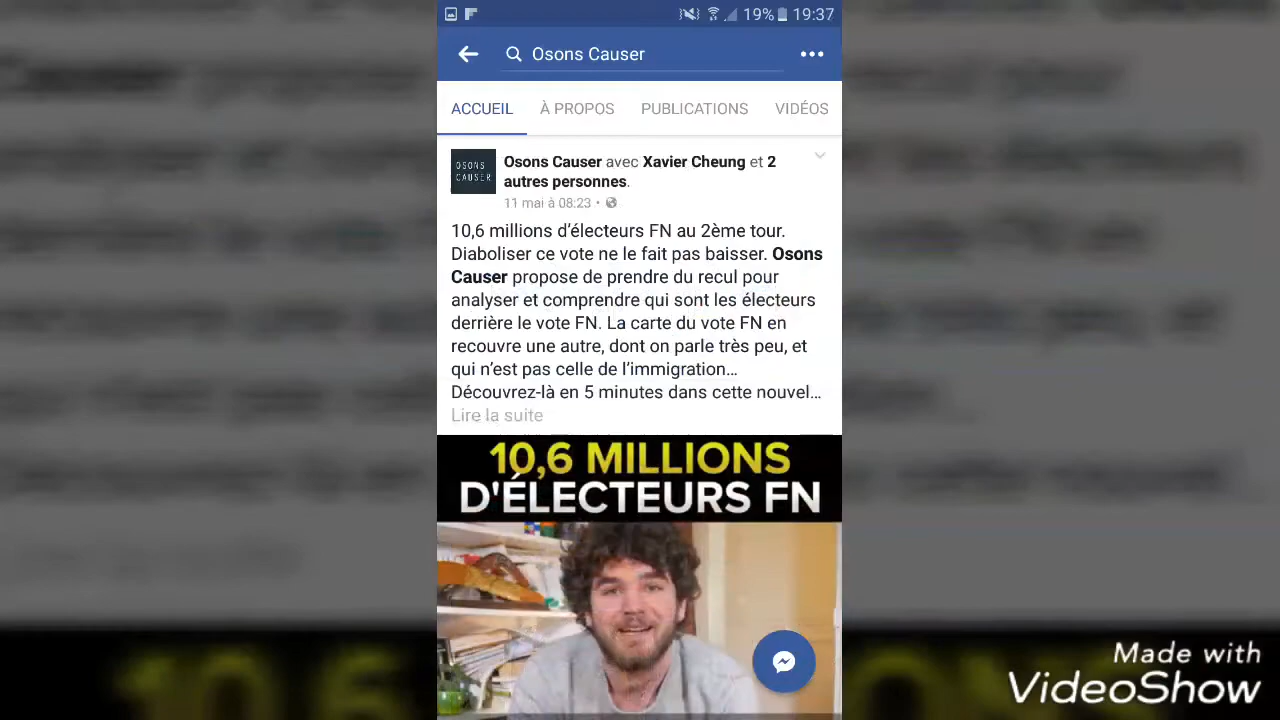 19% 19:37
Osons Causer
ACCUEIL À PROPOS PUBLICATIONS VIDÉOS
OSONS
CAUSER
Osons Causer avec Xavier Cheung et 2
autres personnes.
11 mai à 08:23
10,6 millions d'électeurs FN au 2ème tour.
Diaboliser ce vote ne le fait pas baisser. Osons
Causer propose de prendre du recul pour
analyser et comprendre qui sont les électeurs
derrière le vote FN. La carte du vote FN en
recouvre une autre, dont on parle très peu, et
qui n'est pas celle de l'immigration...
Découvrez-là en 5 minutes dans cette nouvel...
Lire la suite
10,6 MILLIONS
D'ÉLECTEURS FN
Made with
VideoShow